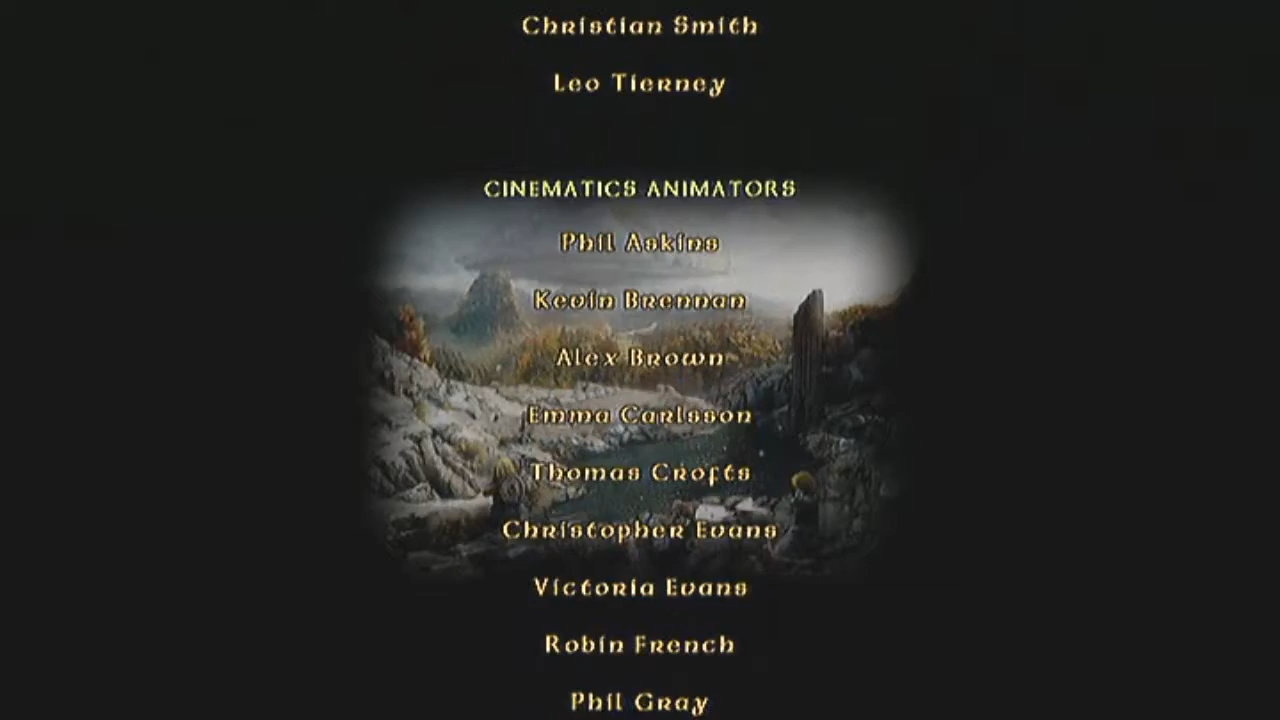 Christian Smith
Leo Tierney
CINEMATICS ANIMATORS
Phil Askins
Kevin Brennan
Alex Brown
Emma Carlsson
Thomas Crofts
Christopher Evans
Victoria Evans
Robin French
Phil Gray